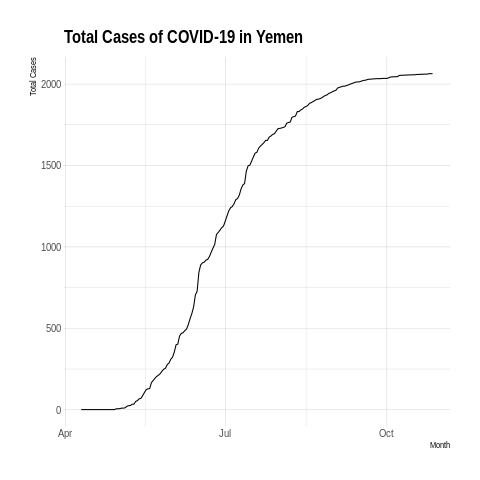 Total Cases of COVID-19 in Yemen
Total Cases
2000
1500
1000
500
0
Apr
Jul
Oct
Month